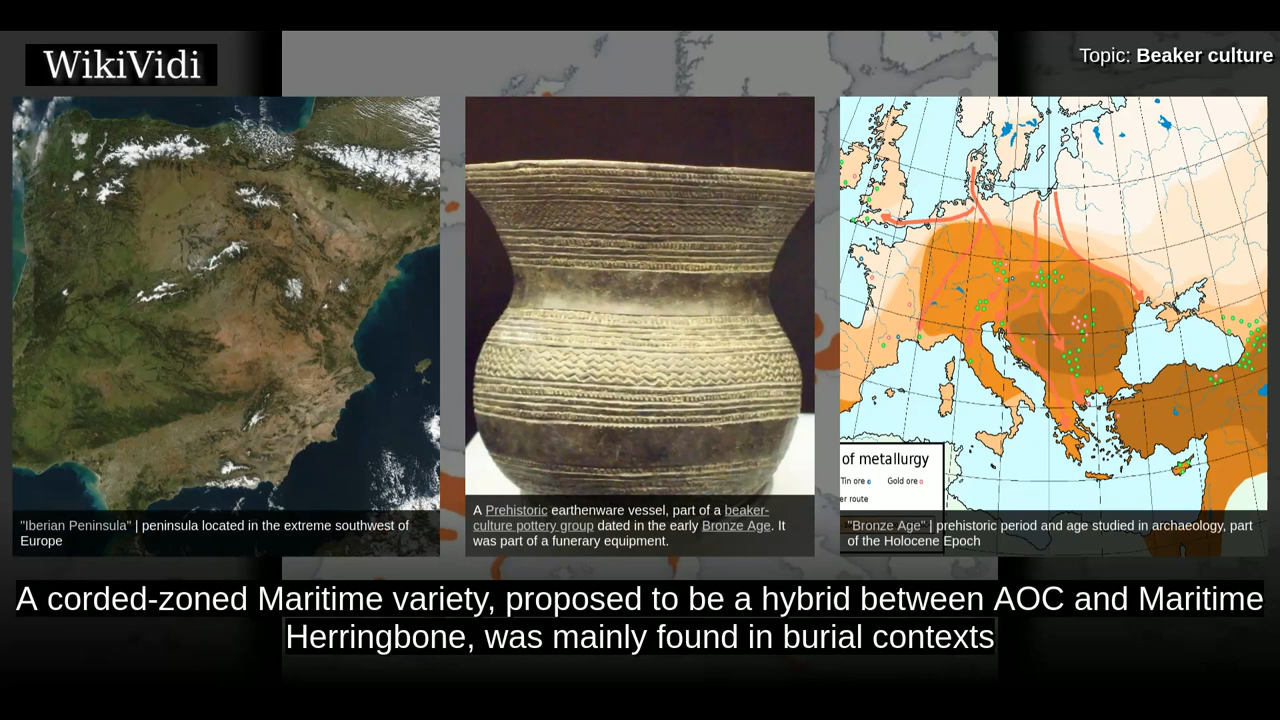 WikiVidi
Topic: Beaker culture
"Iberian Peninsula" | peninsula located in the extreme southwest of
Europe
A Prehistoric earthenware vessel, part of a beaker-
culture pottery group dated in the early Bronze Age. It
was part of a funerary equipment.
of metallurgy
Tin ore
Gold ore
er route
"Bronze Age" | prehistoric period and age studied in archaeology, part
of the Holocene Epoch
A corded-zoned Maritime variety, proposed to be a hybrid between AOC and Maritime
Herringbone, was mainly found in burial contexts